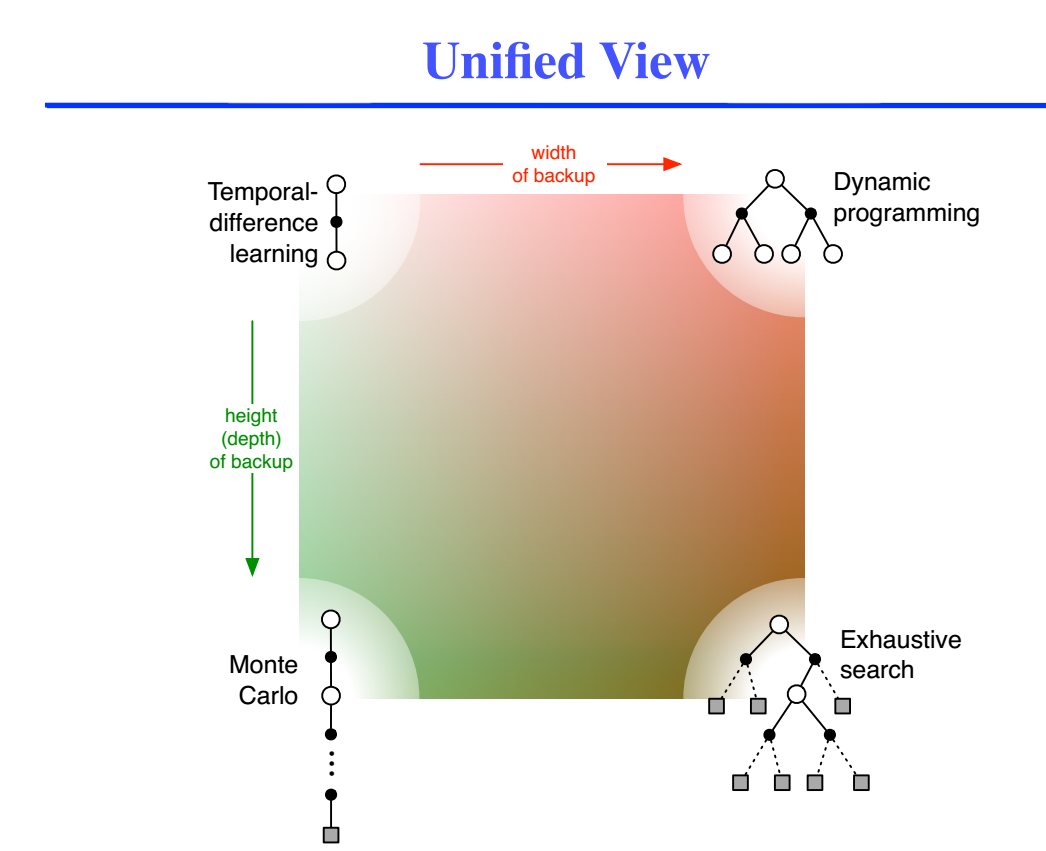 Unified View
width
of backup
Temporal-
difference
learning
Dynamic
programming
height
(depth)
of backup
Monte
Carlo
Exhaustive
search